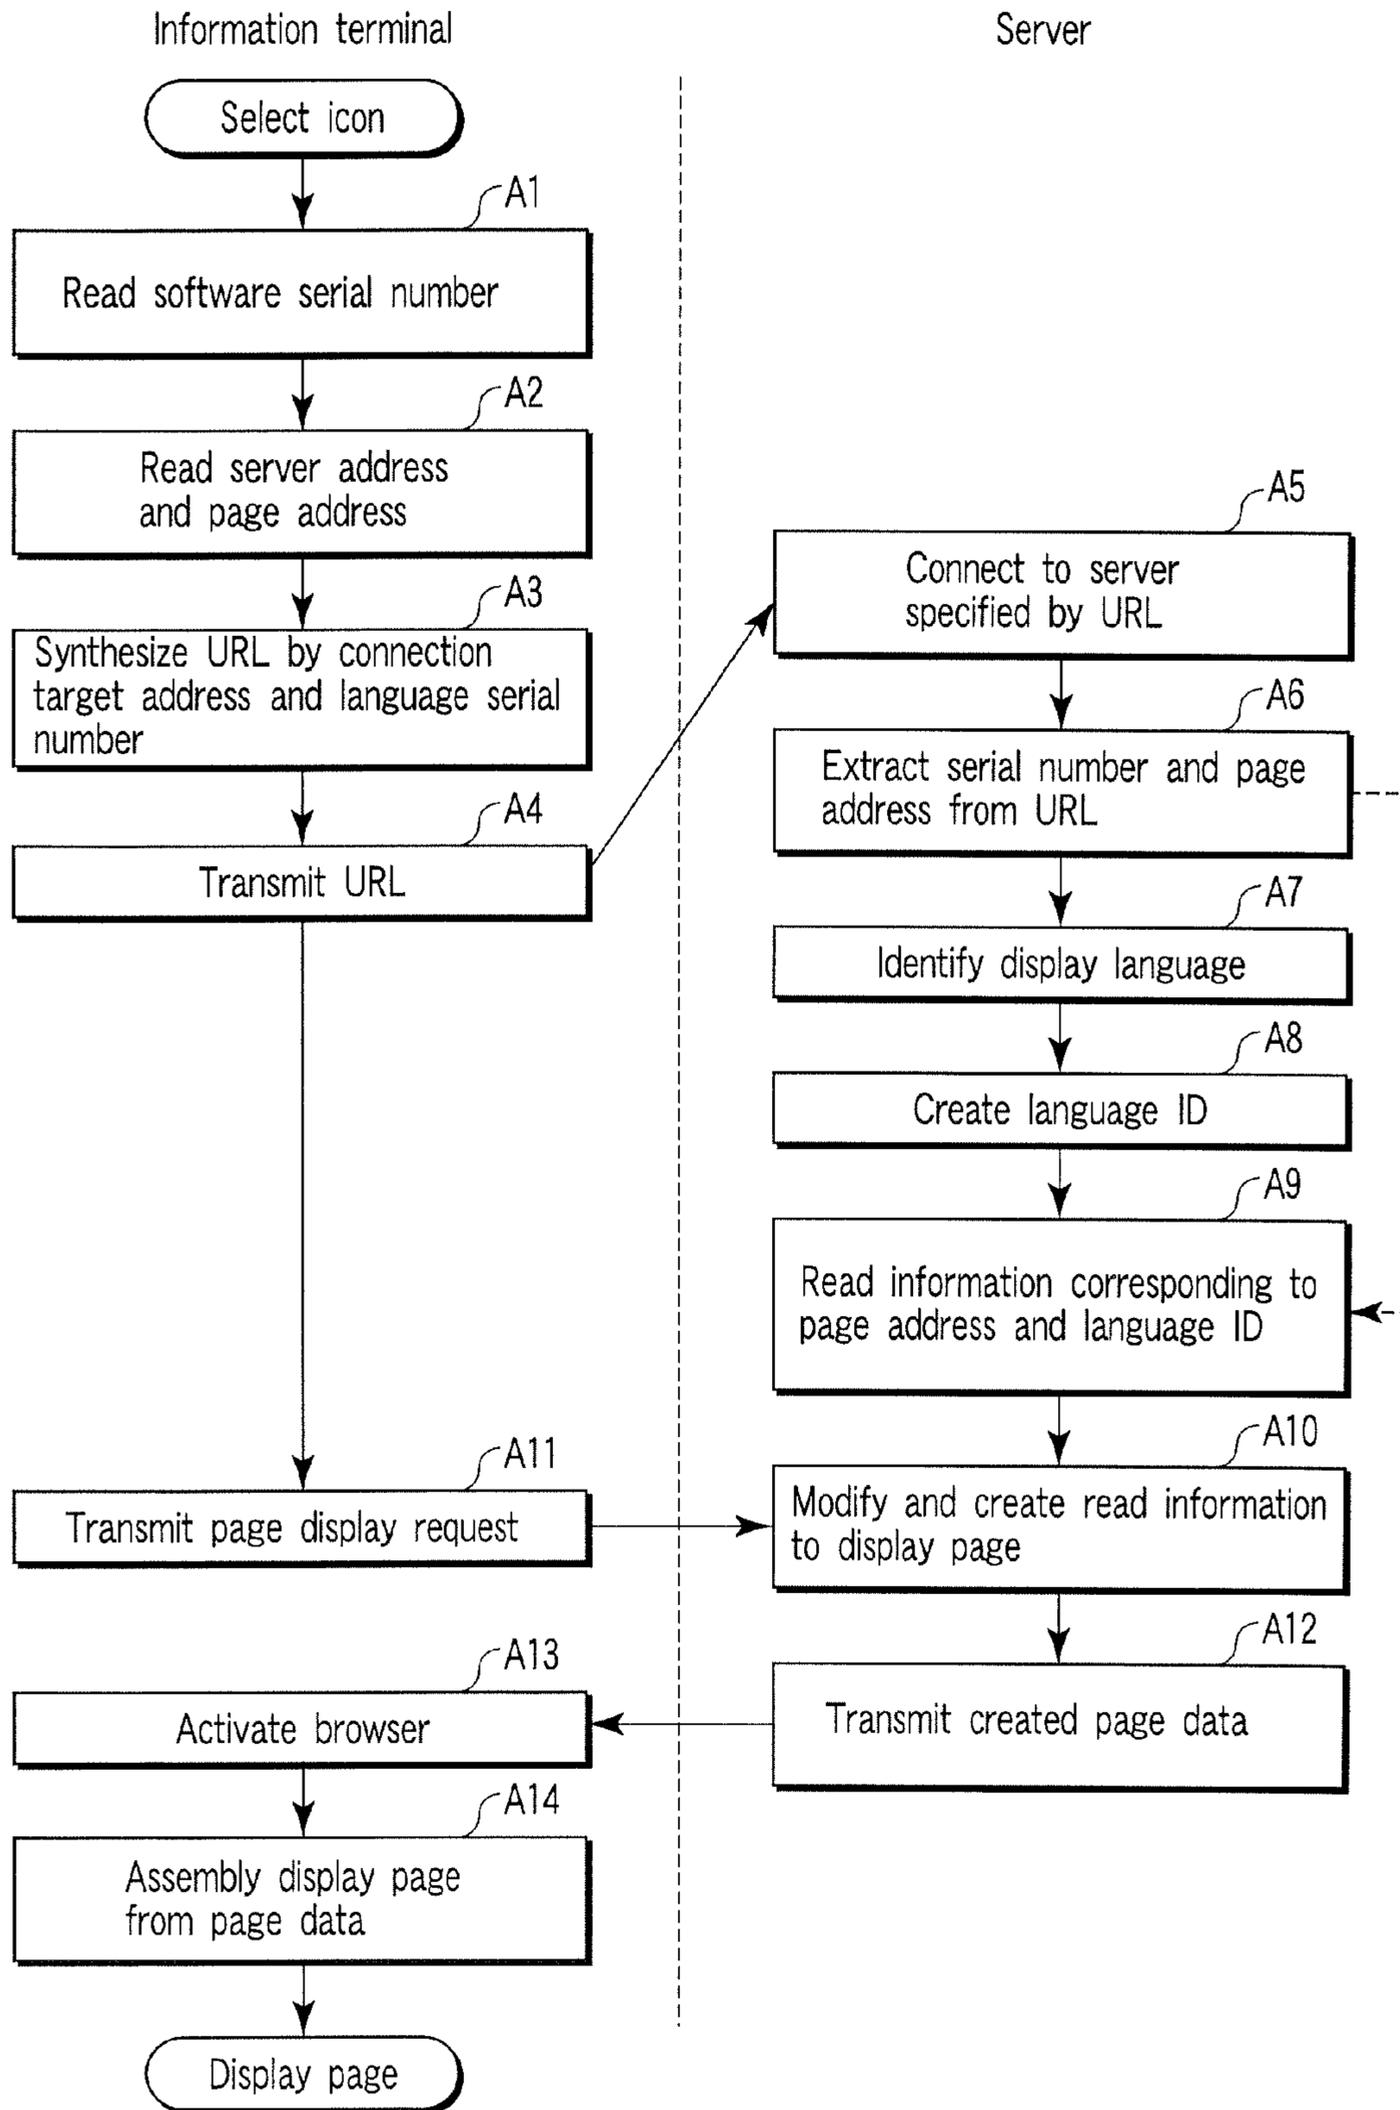 Information terminal
Server
Select icon
A1
Read software serial number
A2
Read server address
and page address
A3
Synthesize URL by connection
target address and language serial
number
A4
Transmit URL
A5
Connect to server
specified by URL
A6
Extract serial number and page
address from URL
A7
Identify display language
A8
Create language ID
A9
Read information corresponding to
page address and language ID
A11
Transmit page display request
A10
Modify and create read information
to display page
A12
Transmit created page data
A13
Activate browser
A14
Assembly display page
from page data
Display page